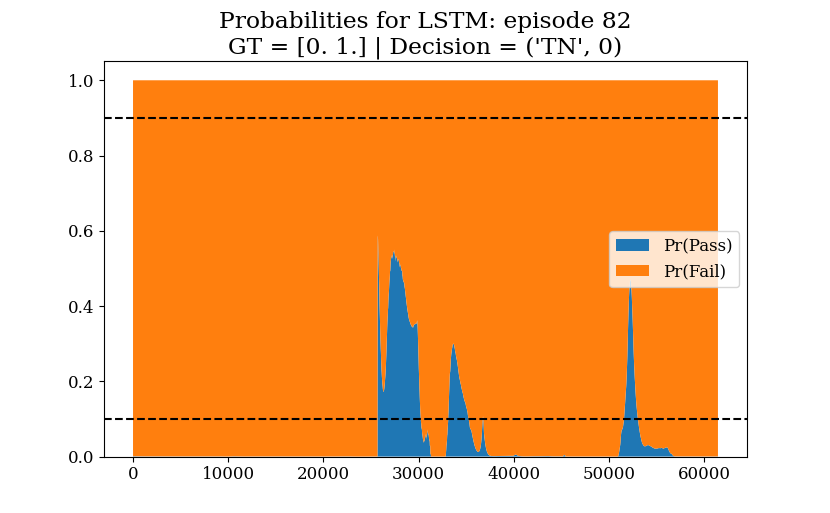 Probabilities for LSTM: episode 82
GT = [0. 1.] | Decision = ('TN', 0)
1.0
0.8
0.6
0.4
0.2
0.0
Pr(Pass)
Pr(Fail)
0 10000 20000 30000 40000 50000 60000